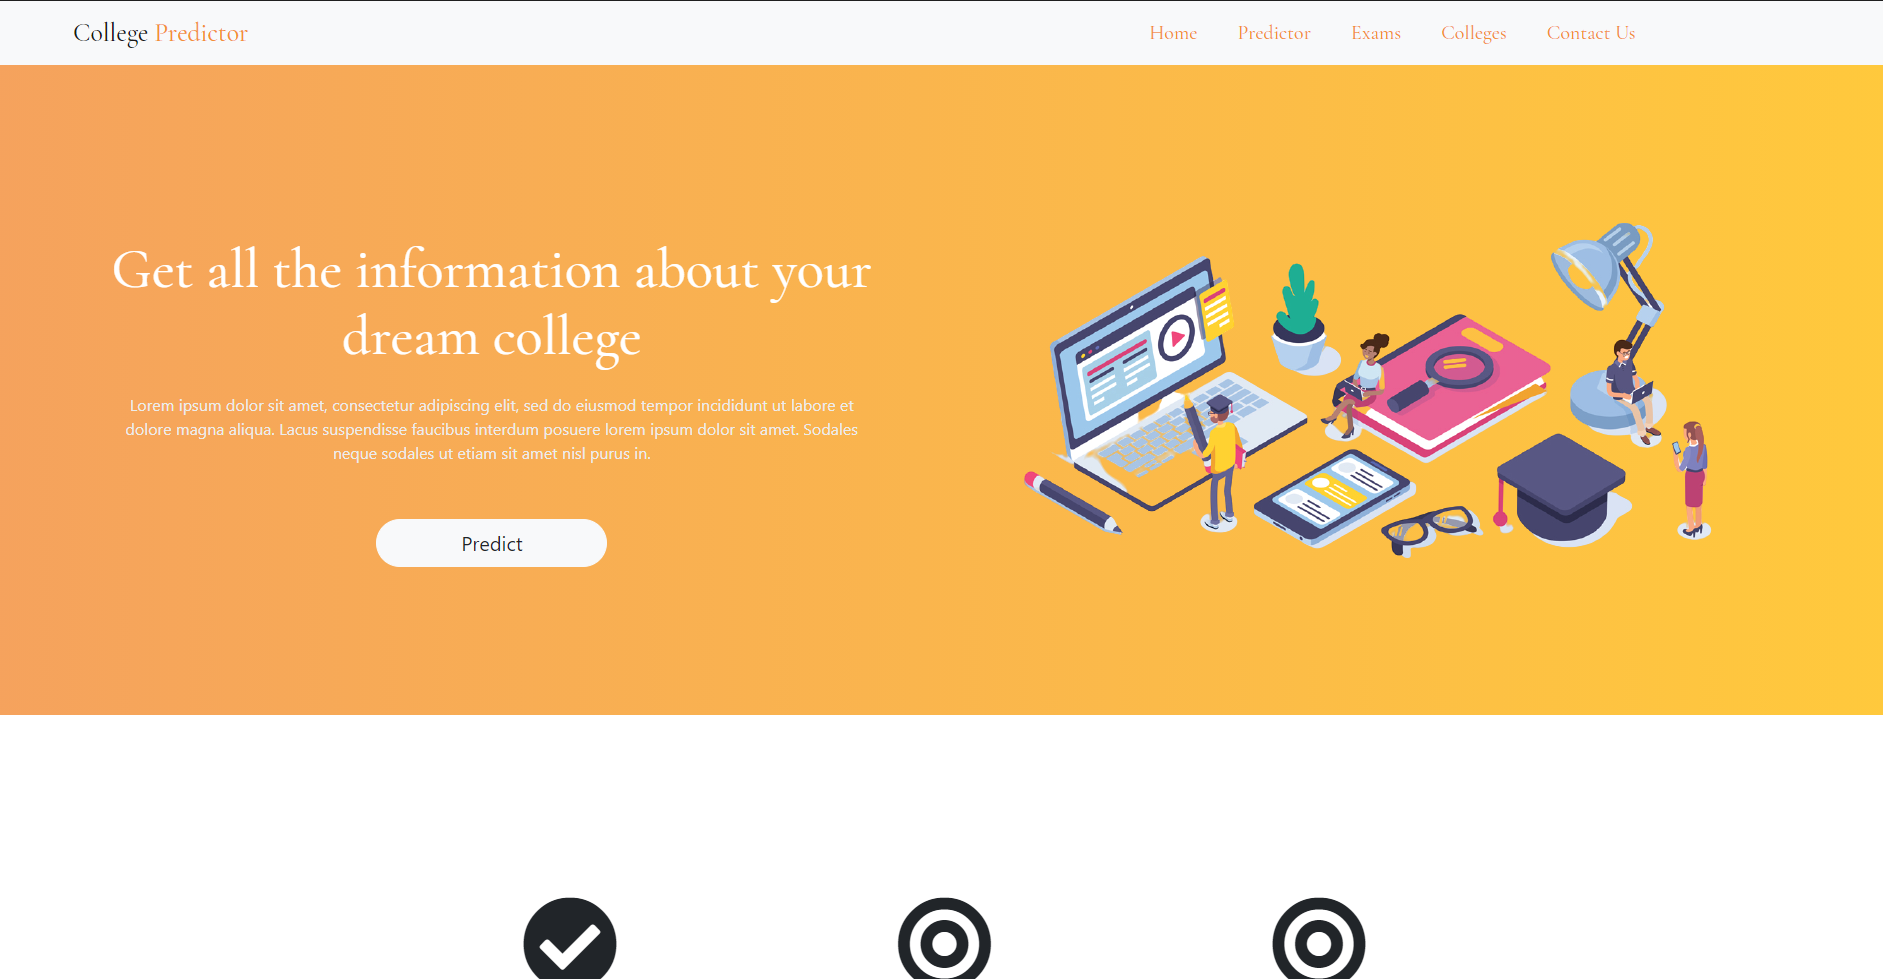 College Predictor
Home Predictor Exams Colleges Contact Us
Get all the information about your
dream college
Lorem ipsum dolor sit amet, consectetur adipiscing elit, sed do eiusmod tempor incididunt ut labore et
dolore magna aliqua. Lacus suspendisse faucibus interdum posuere lorem ipsum dolor sit amet. Sodales
neque sodales ut etiam sit amet nisl purus in.
Predict